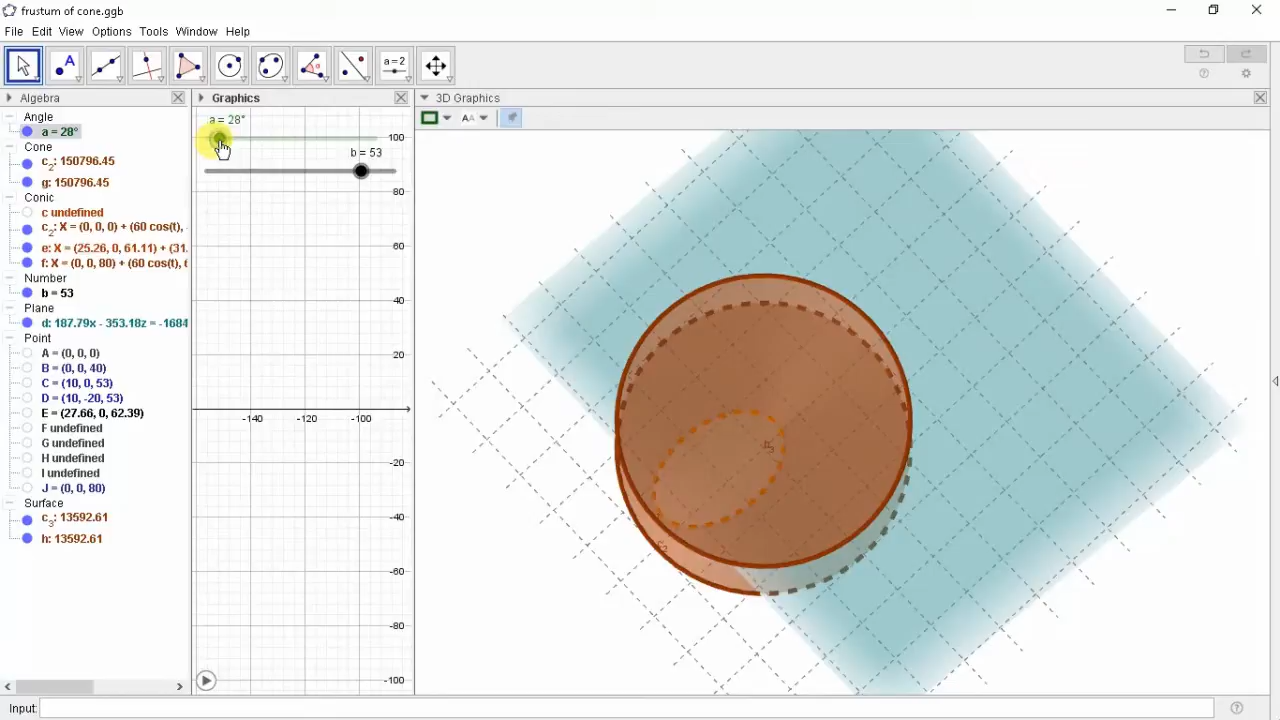 frustum of cone.ggb
File Edit View Options Tools Window Help
A
a=2
Algebra
Graphics
3D Graphics
AA
Angle
a = 28°
Cone
c2: 150796.45
g: 150796.45
Conic
c undefined
c2: X = (0, 0, 0) + (60 cos(t),
e: X = (25.26, 0, 61.11) + (31.
f: X = (0, 0, 80) + (60 cos(t), 6
Number
b = 53
Plane
d: 187.79x - 353.18z = -1684
Point
A = (0, 0, 0)
B = (0, 0, 40)
C = (10, 0, 53)
D = (10, -20, 53)
E = (27.66, 0, 62.39)
F undefined
G undefined
H undefined
I undefined
J = (0, 0, 80)
Surface
c3: 13592.61
h: 13592.61
a = 28°
b = 53
100
80
60
40
20
-140 -120 -100
-20
-40
-60
-80
-100
c2
Input: